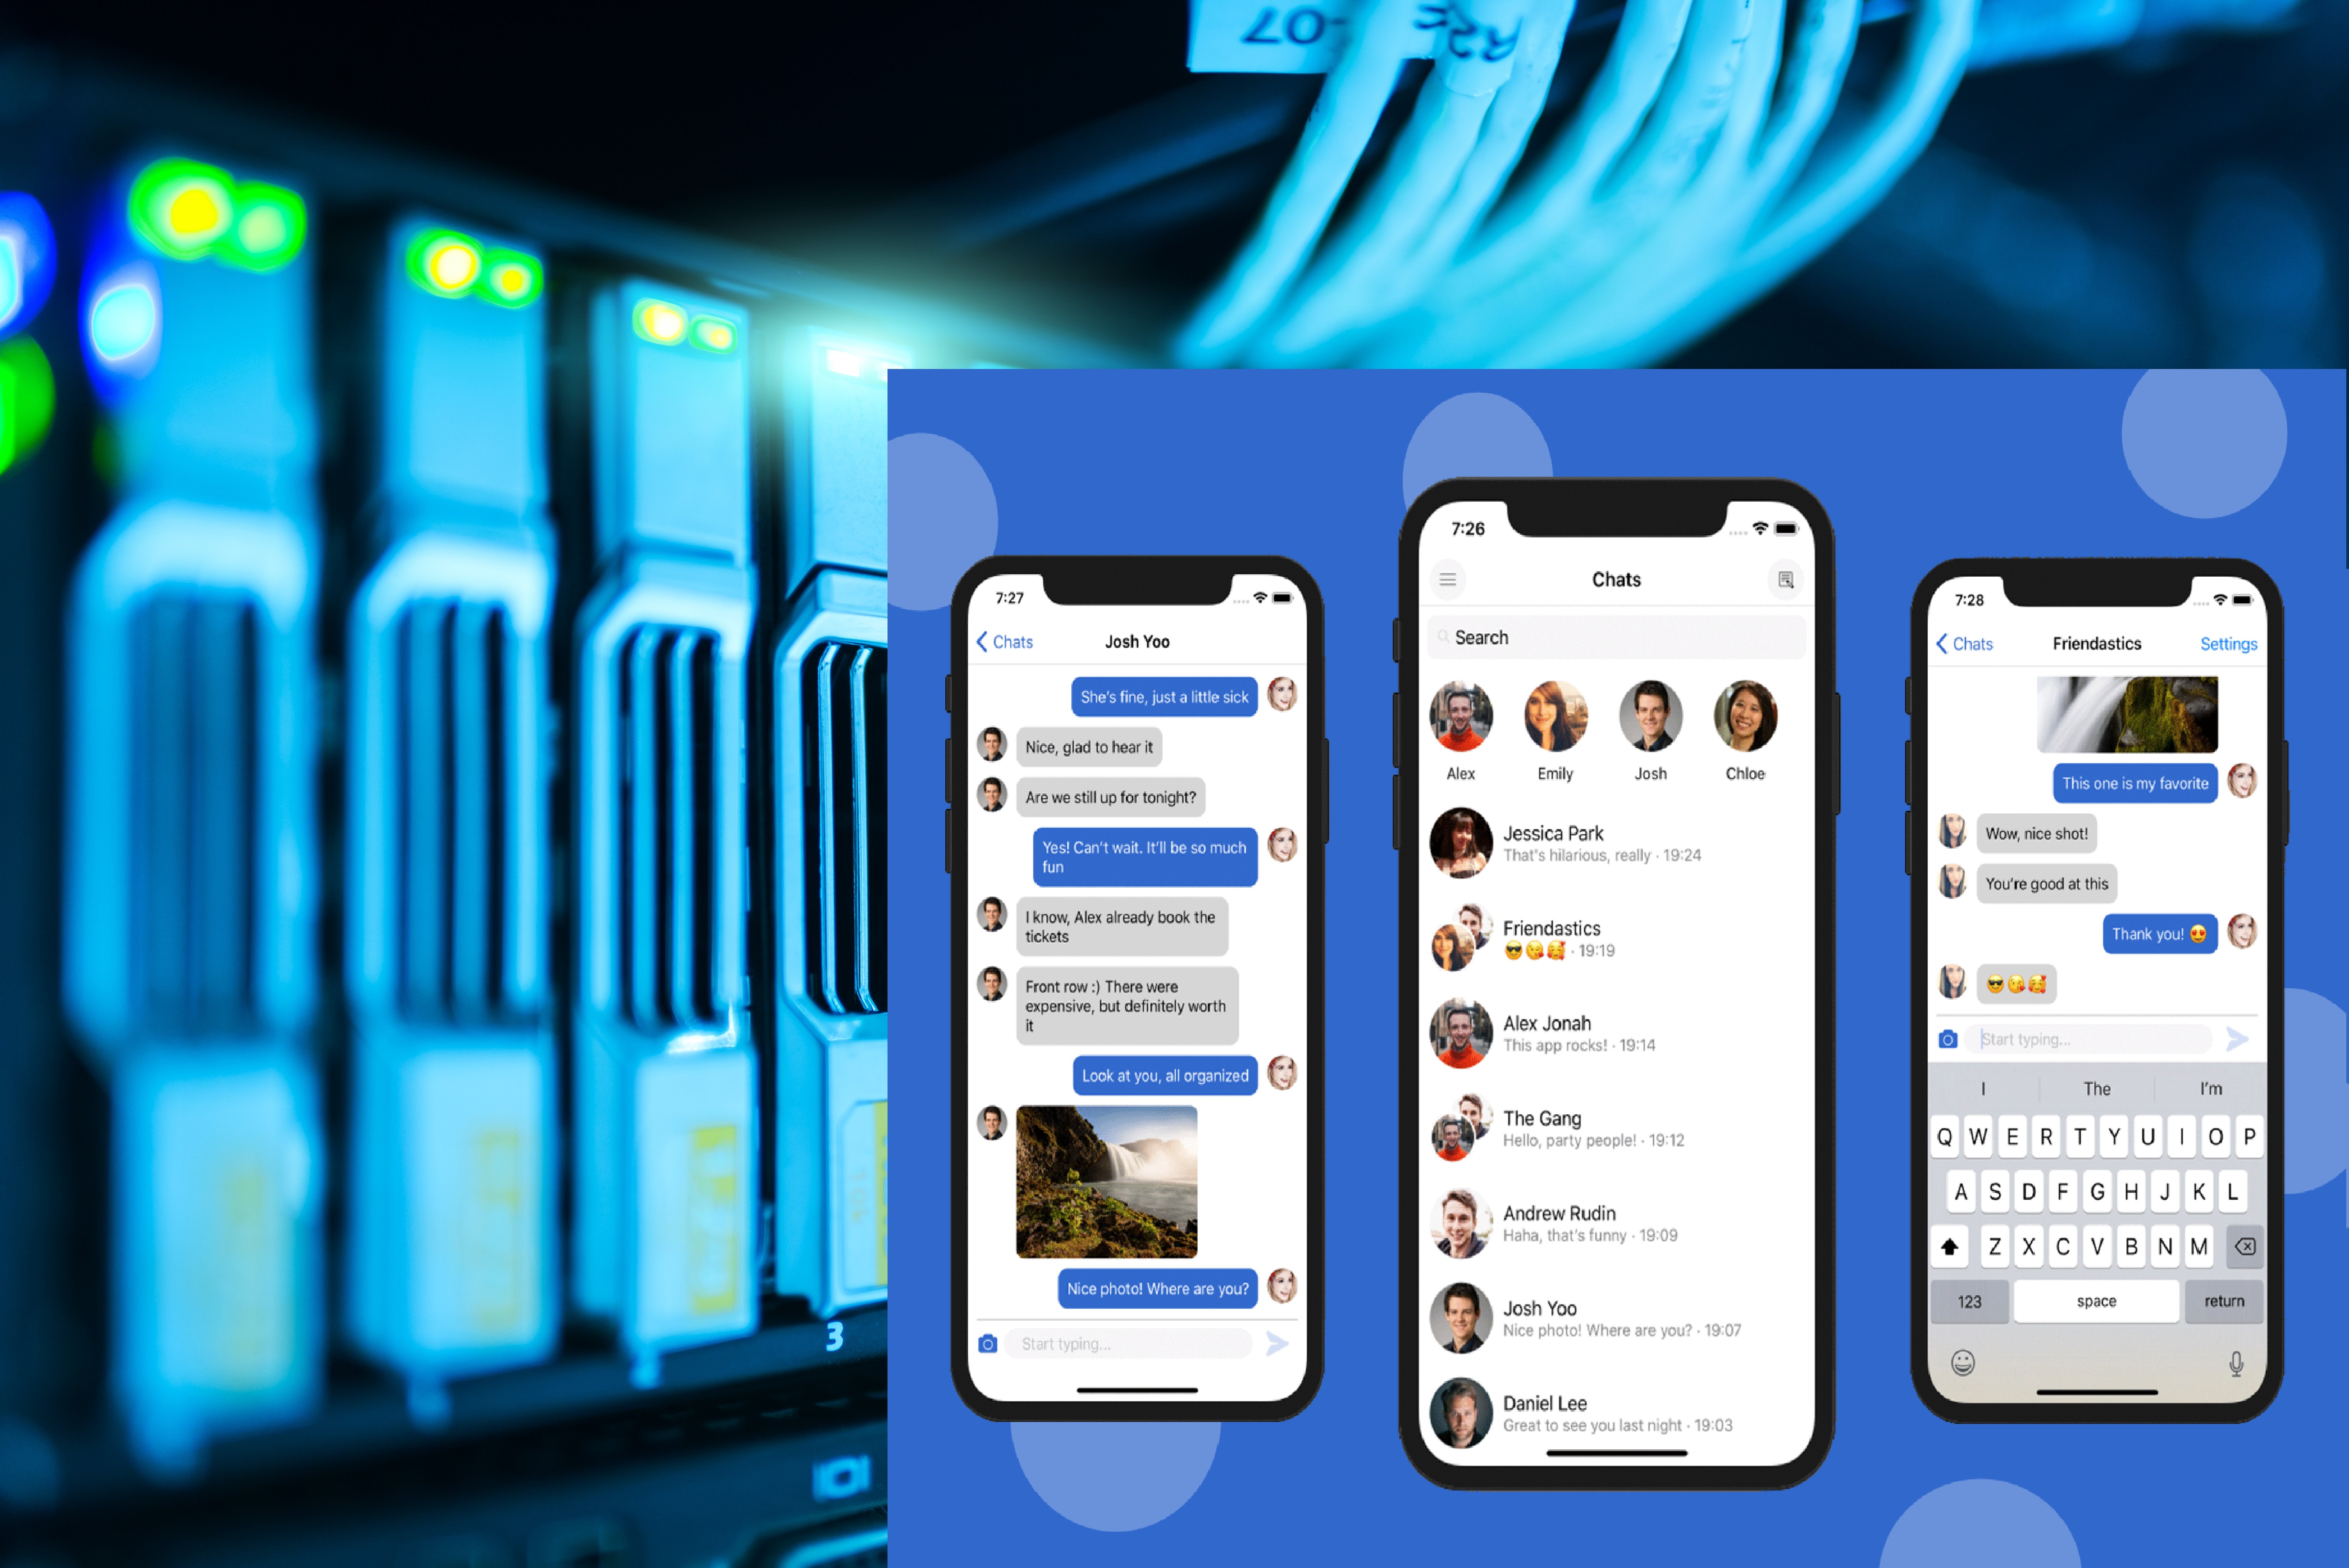 -07
R2E
3
7:27
Chats
Josh Yoo
She's fine, just a little sick
Nice, glad to hear it
Are we still up for tonight?
Yes! Can't wait. It'll be so much
fun
I know, Alex already book the
tickets
Front row :) There were
expensive, but definitely worth
it
Look at you, all organized
Nice photo! Where are you?
Start typing...
7:26
Chats
Search
Alex
Emily
Josh
Chloe
Jessica Park
That's hilarious, really · 19:24
Friendastics
😎😘🥰 · 19:19
Alex Jonah
This app rocks! · 19:14
The Gang
Hello, party people! · 19:12
Andrew Rudin
Haha, that's funny · 19:09
Josh Yoo
Nice photo! Where are you? · 19:07
Daniel Lee
Great to see you last night · 19:03
7:28
Chats
Friendastics
Settings
This one is my favorite
Wow, nice shot!
You're good at this
Thank you! 😍
😎😘🥰
Start typing...
I The I'm
Q W E R T Y U I O P
A S D F G H J K L
Z X C V B N M
123 space return